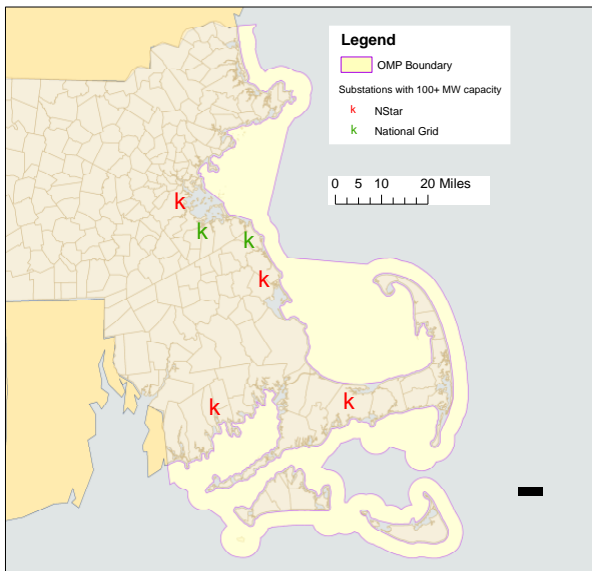 Legend
OMP Boundary
Substations with 100+ MW capacity
k NStar
k National Grid
0 5 10 20 Miles
k
k
k
k
k
k